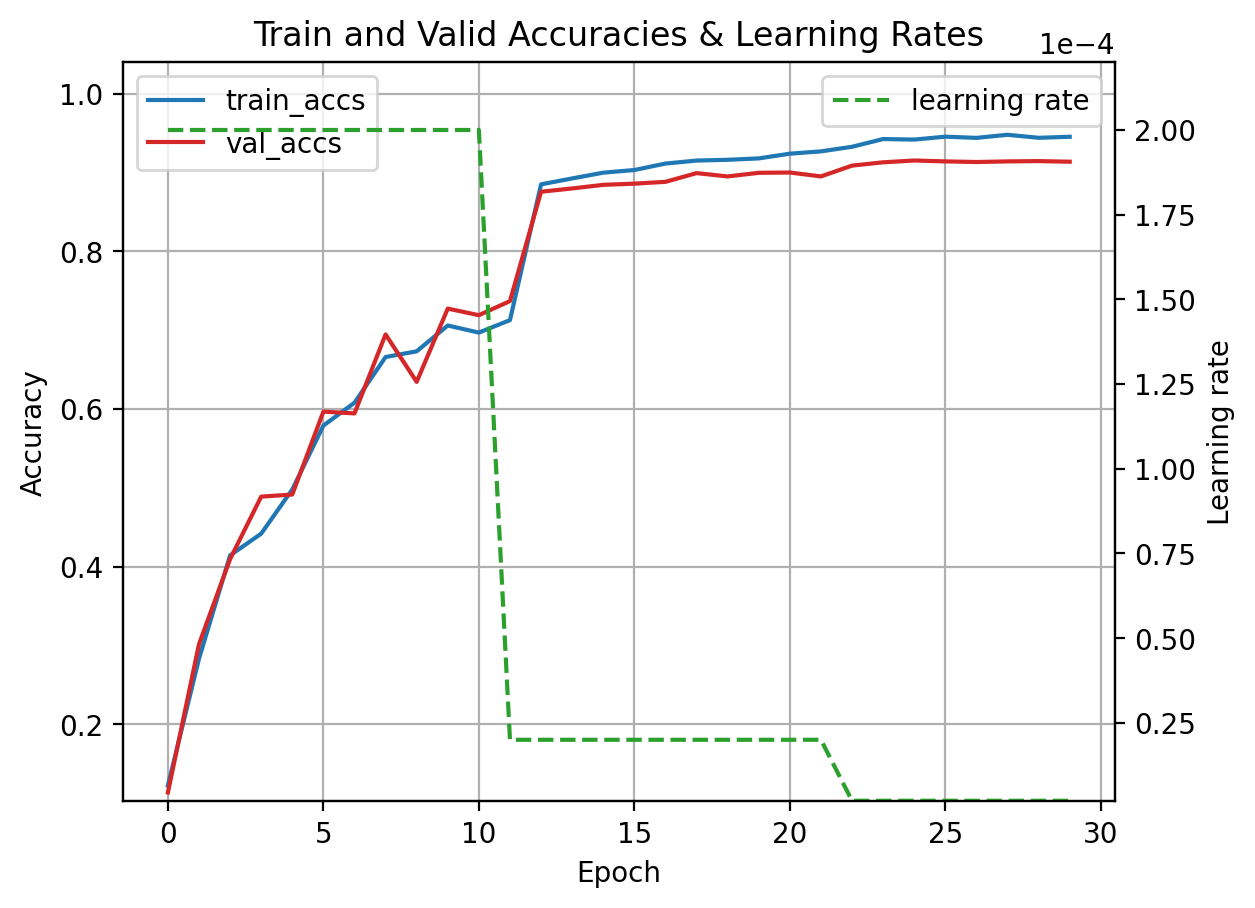 Train and Valid Accuracies & Learning Rates
1e−4
train_accs
val_accs
learning rate
1.0
0.8
0.6
0.4
0.2
Accuracy
2.00
1.75
1.50
1.25
1.00
0.75
0.50
0.25
Learning rate
0 5 10 15 20 25 30
Epoch